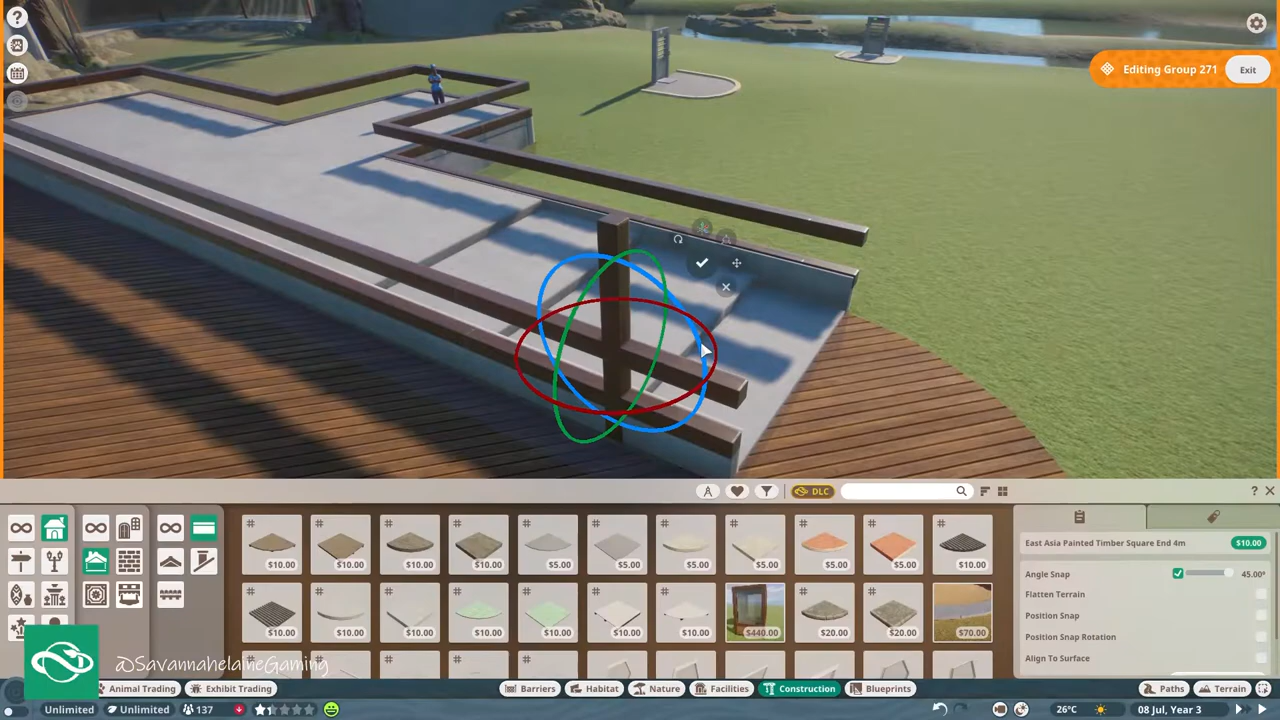 Editing Group 271
Exit
DLC
$10.00 $10.00 $10.00 $10.00 $5.00 $5.00 $5.00 $5.00 $5.00 $5.00 $10.00
$10.00 $10.00 $10.00 $10.00 $10.00 $10.00 $10.00 $440.00 $20.00 $20.00 $70.00
East Asia Painted Timber Square End 4m $10.00
Angle Snap 45.00°
Flatten Terrain
Position Snap
Position Snap Rotation
Align To Surface
@SavannahelaineGaming
Animal Trading Exhibit Trading Barriers Habitat Nature Facilities Construction Blueprints Paths Terrain
Unlimited Unlimited 137 26°C 08 Jul, Year 3